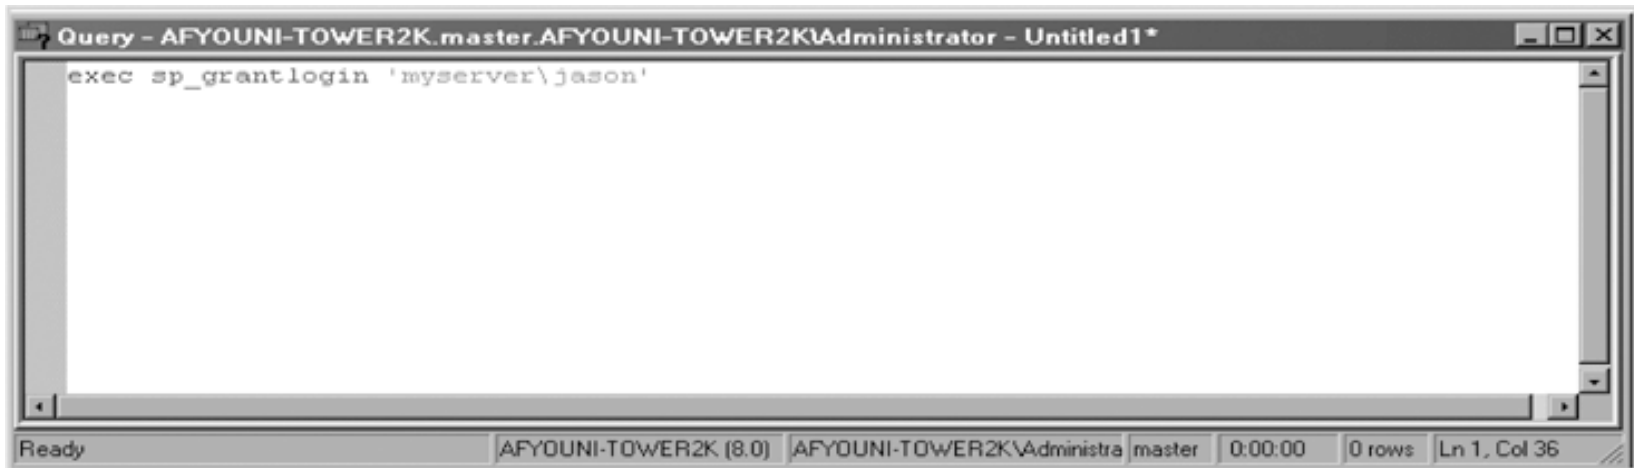 Query - AFYOUNI-TOWER2K.master.AFYOUNI-TOWER2K\Administrator - Untitled1*
exec sp_grantlogin 'myserver\jason'
Ready AFYOUNI-TOWER2K (8.0) AFYOUNI-TOWER2K\Administra master 0:00:00 0 rows Ln 1, Col 36